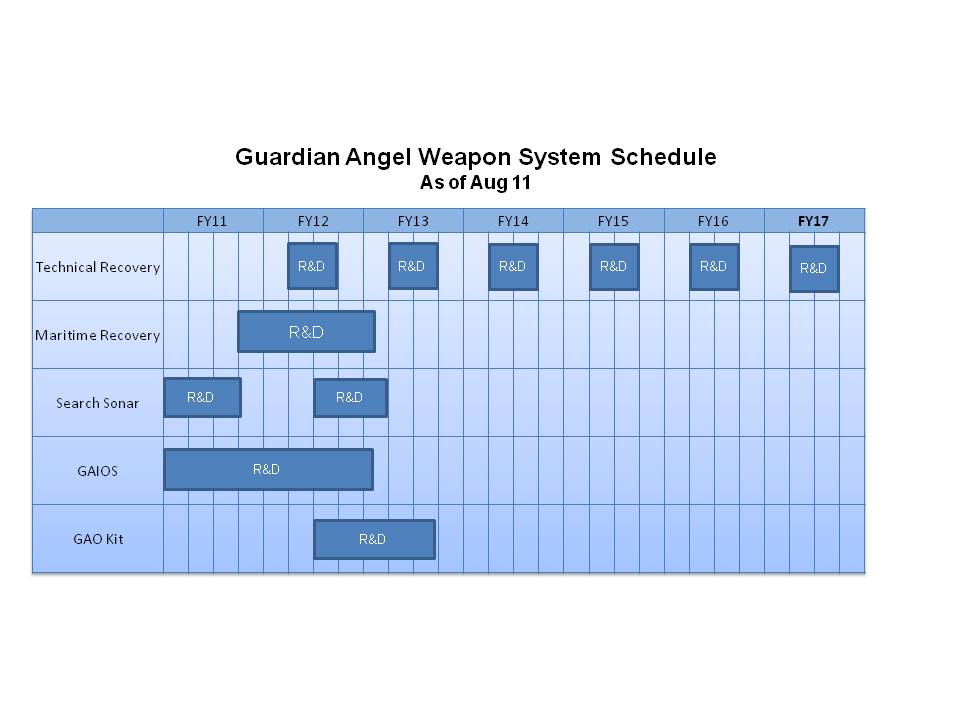 Guardian Angel Weapon System Schedule
As of Aug 11
FY11 FY12 FY13 FY14 FY15 FY16 FY17
Technical Recovery R&D R&D R&D R&D R&D R&D
Maritime Recovery R&D
Search Sonar R&D R&D
GAIOS R&D
GAO Kit R&D